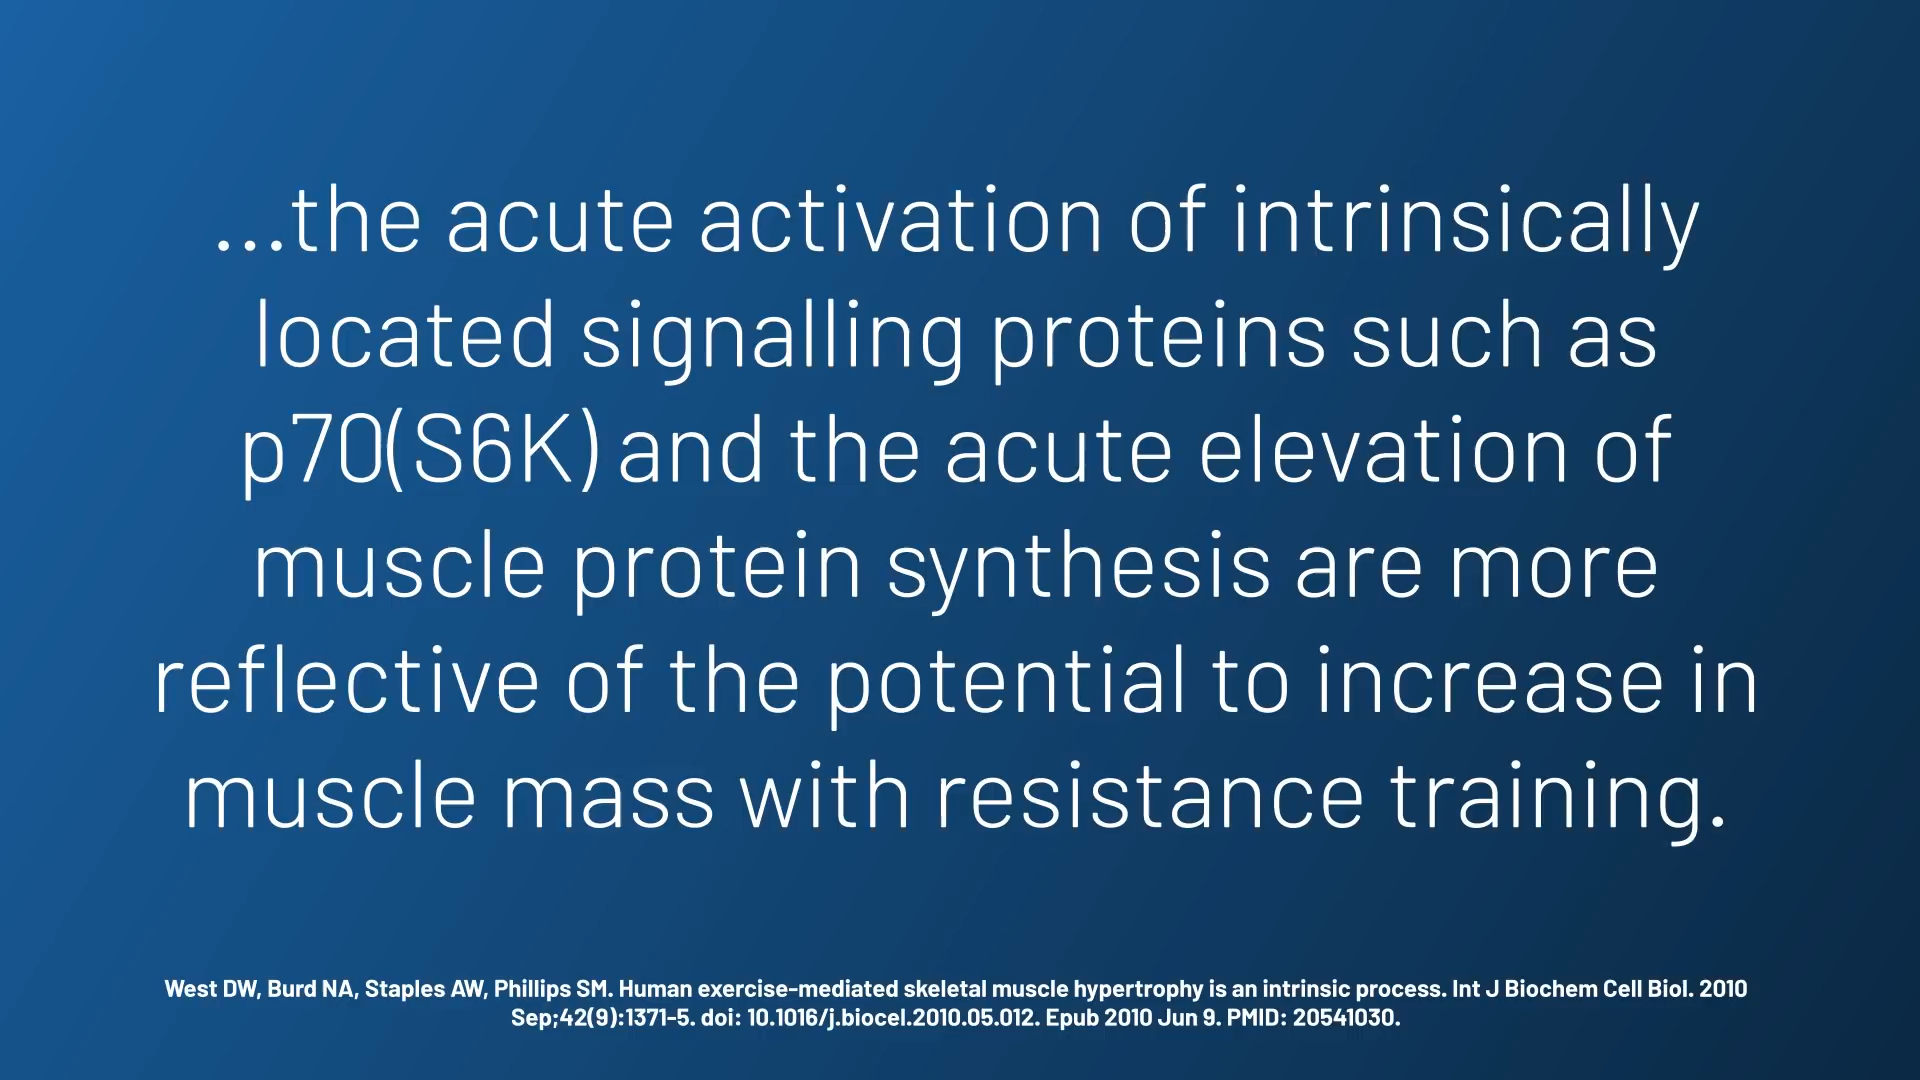 ...the acute activation of intrinsically
located signalling proteins such as
p70(S6K) and the acute elevation of
muscle protein synthesis are more
reflective of the potential to increase in
muscle mass with resistance training.
West DW, Burd NA, Staples AW, Phillips SM. Human exercise-mediated skeletal muscle hypertrophy is an intrinsic process. Int J Biochem Cell Biol. 2010
Sep;42(9):1371-5. doi: 10.1016/j.biocel.2010.05.012. Epub 2010 Jun 9. PMID: 20541030.